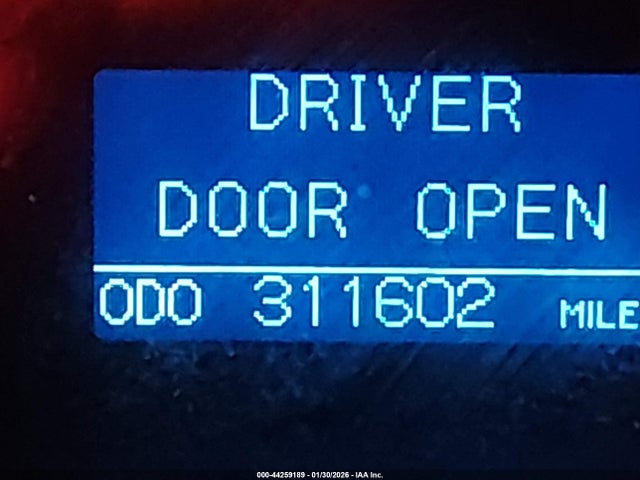 DRIVER
DOOR OPEN
ODO 311602 MILE
000-44259189 - 01/30/2026 - IAA Inc.